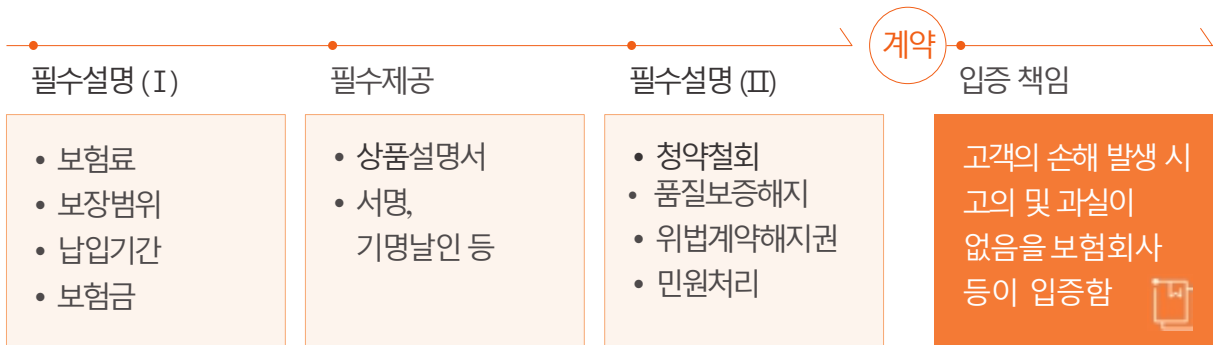 계약
필수설명 (Ⅰ)
필수제공
필수설명 (Ⅱ)
입증 책임
• 보험료
• 보장범위
• 납입기간
• 보험금
• 상품설명서
• 서명,
기명날인 등
• 청약철회
• 품질보증해지
• 위법계약해지권
• 민원처리
고객의 손해 발생 시
고의 및 과실이
없음을 보험회사
등이 입증함